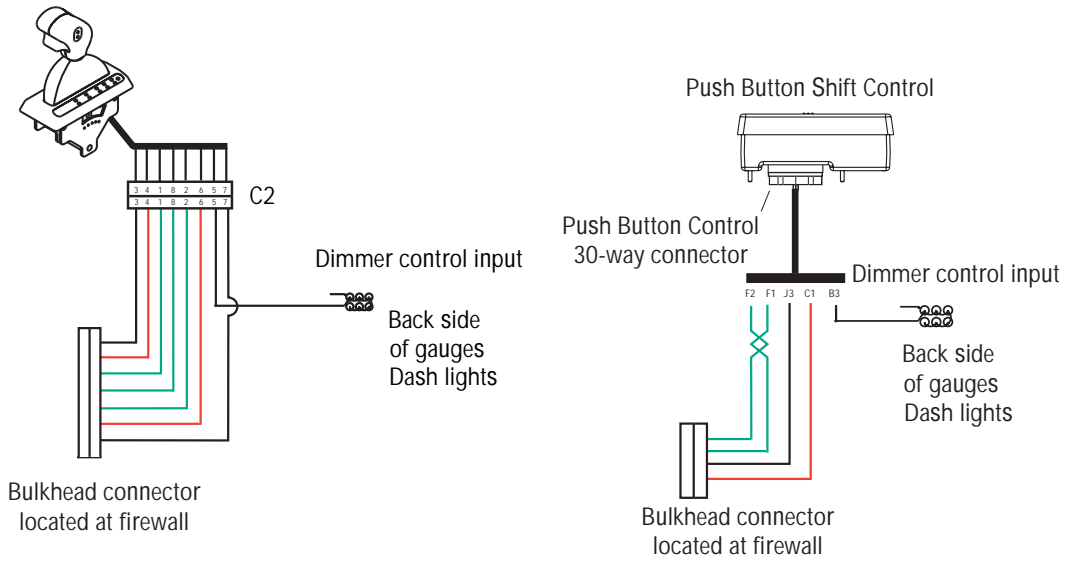 3 4 1 8 2 6 5 7
3 4 1 8 2 6 5 7
C2
Dimmer control input
Back side
of gauges
Dash lights
Bulkhead connector
located at firewall
Push Button Shift Control
Push Button Control
30-way connector
Dimmer control input
F2 F1 J3 C1 B3
Back side
of gauges
Dash lights
Bulkhead connector
located at firewall